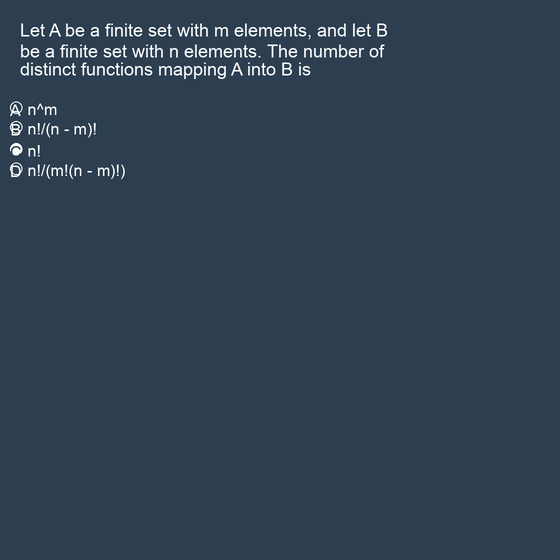 Let A be a finite set with m elements, and let B
be a finite set with n elements. The number of
distinct functions mapping A into B is
A n^m
B n!/(n - m)!
n!
D n!/(m!(n - m)!)